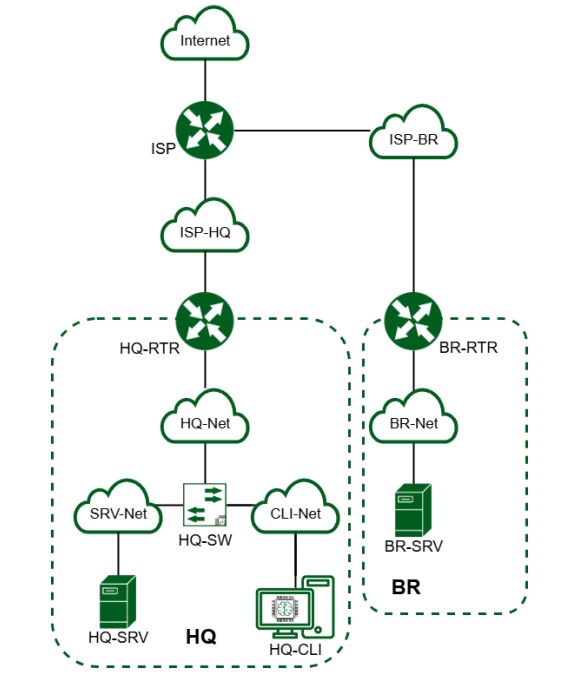 Internet
ISP
ISP-BR
ISP-HQ
HQ-RTR
BR-RTR
HQ-Net
BR-Net
SRV-Net
CLI-Net
HQ-SW
BR-SRV
BR
HQ-SRV
HQ
HQ-CLI